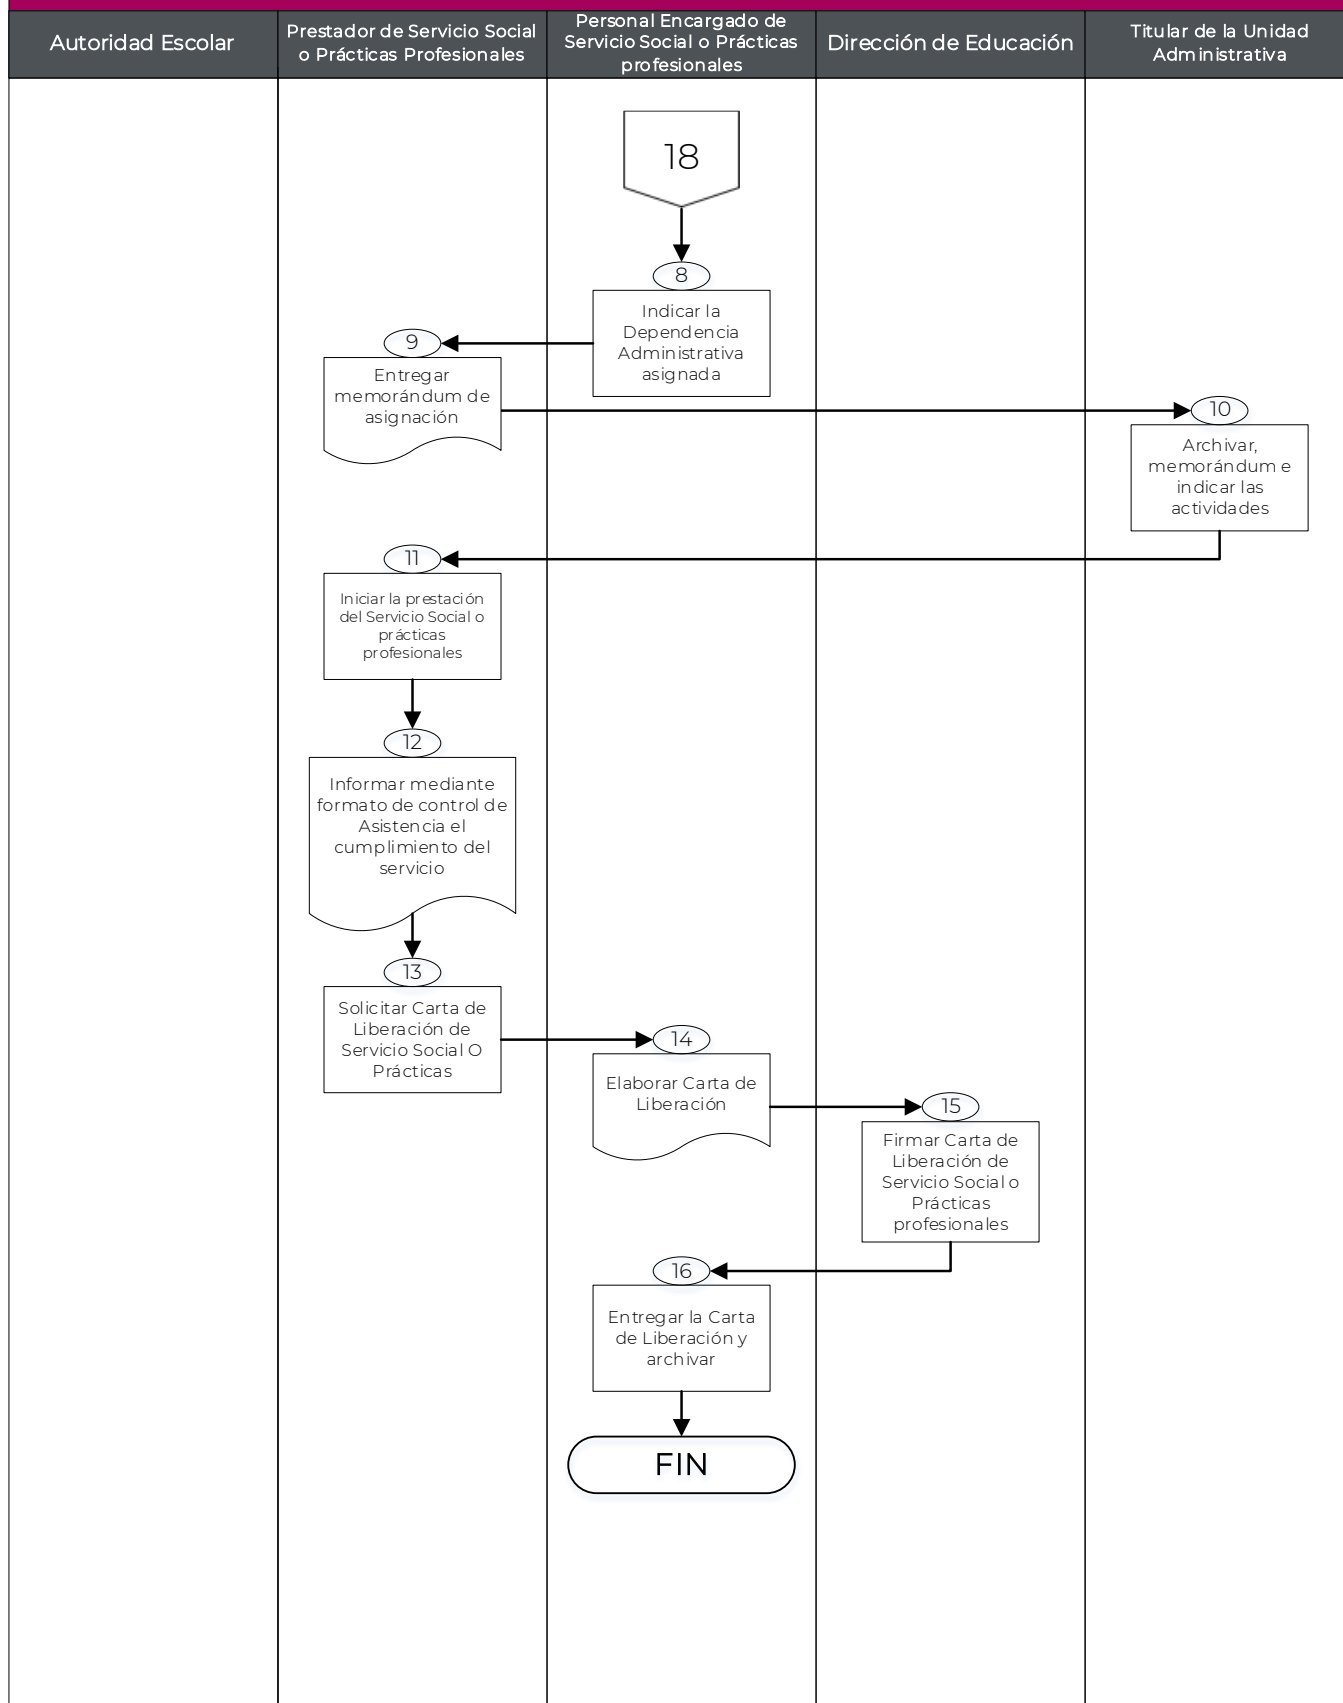 Autoridad Escolar
Prestador de Servicio Social
o Prácticas Profesionales
Personal Encargado de
Servicio Social o Prácticas
profesionales
Dirección de Educación
Titular de la Unidad
Administrativa
18
8
Indicar la
Dependencia
Administrativa
asignada
9
Entregar
memorándum de
asignación
10
Archivar,
memorándum e
indicar las
actividades
11
Iniciar la prestación
del Servicio Social o
prácticas
profesionales
12
Informar mediante
formato de control de
Asistencia el
cumplimiento del
servicio
13
Solicitar Carta de
Liberación de
Servicio Social O
Prácticas
14
Elaborar Carta de
Liberación
15
Firmar Carta de
Liberación de
Servicio Social o
Prácticas
profesionales
16
Entregar la Carta
de Liberación y
archivar
FIN